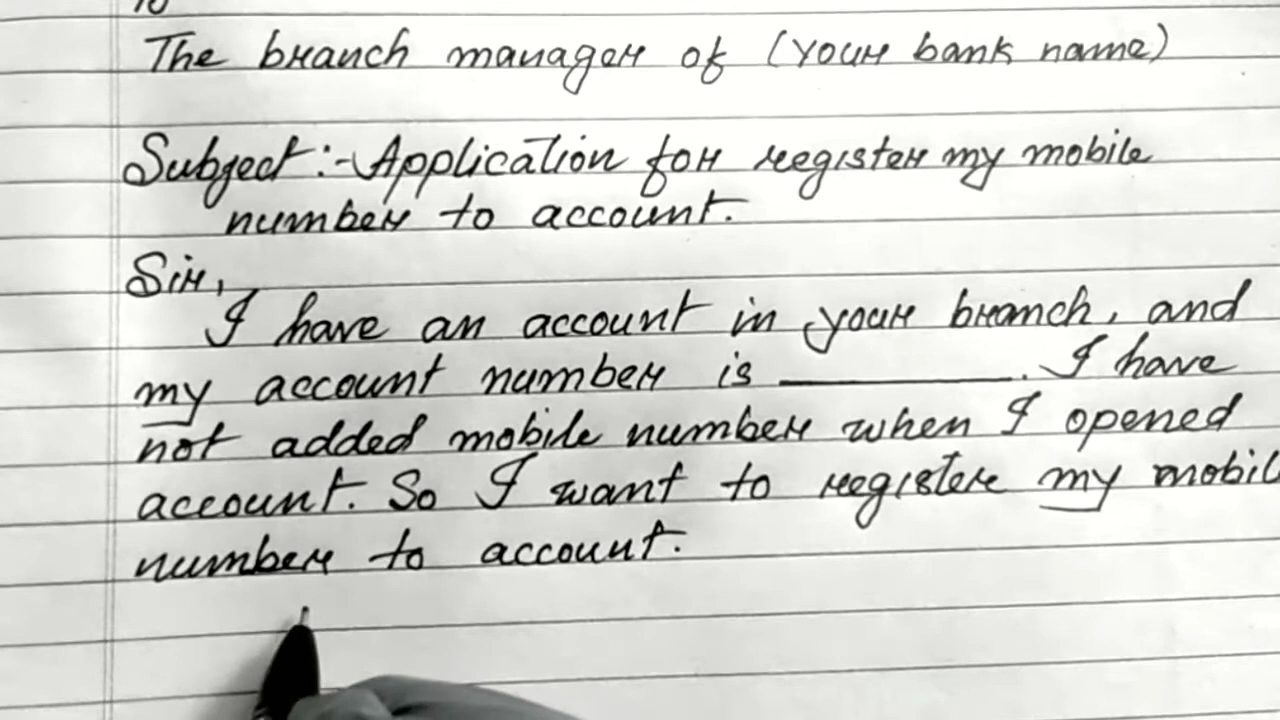 To
The branch manager of (your bank name)
Subject:- Application for register my mobile
number to account.
Sir,
I have an account in your branch, and
my account number is __________. I have
not added mobile number when I opened
account. So I want to register my mobil
number to account.